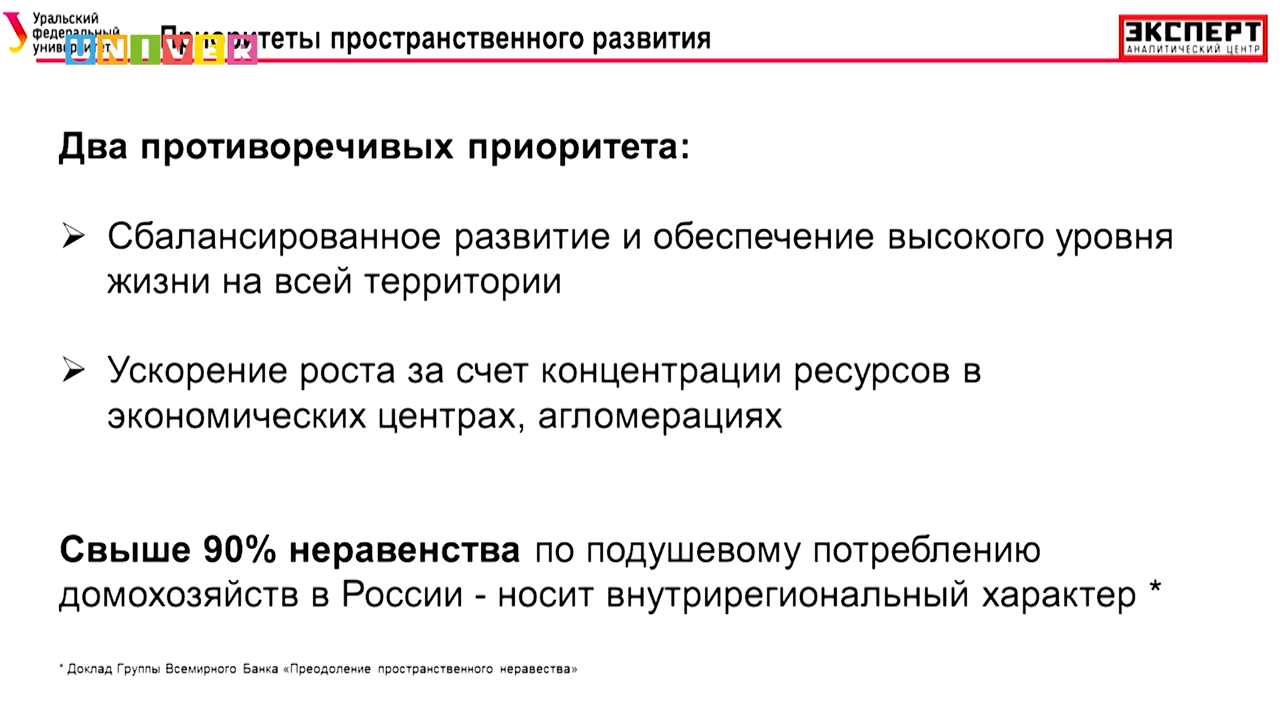 Уральский
федеральный
университет
UNIVER
Приоритеты пространственного развития
ЭКСПЕРТ
АНАЛИТИЧЕСКИЙ ЦЕНТР
Два противоречивых приоритета:
➢ Сбалансированное развитие и обеспечение высокого уровня
жизни на всей территории
➢ Ускорение роста за счет концентрации ресурсов в
экономических центрах, агломерациях
Свыше 90% неравенства по подушевому потреблению
домохозяйств в России - носит внутрирегиональный характер *
* Доклад Группы Всемирного Банка «Преодоление пространственного неравества»